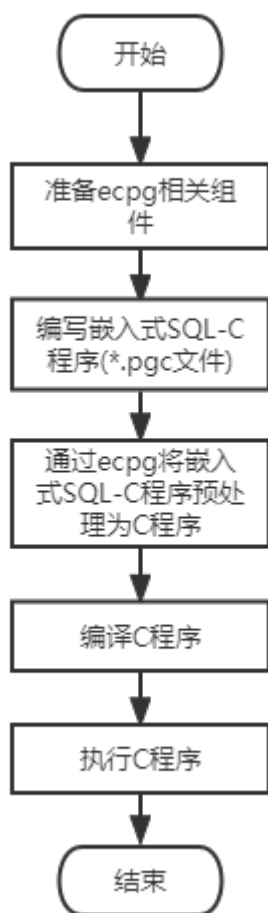 开始
准备ecpg相关组
件
编写嵌入式SQL-C
程序(*.pgc文件)
通过ecpg将嵌入
式SQL-C程序预处
理为C程序
编译C程序
执行C程序
结束